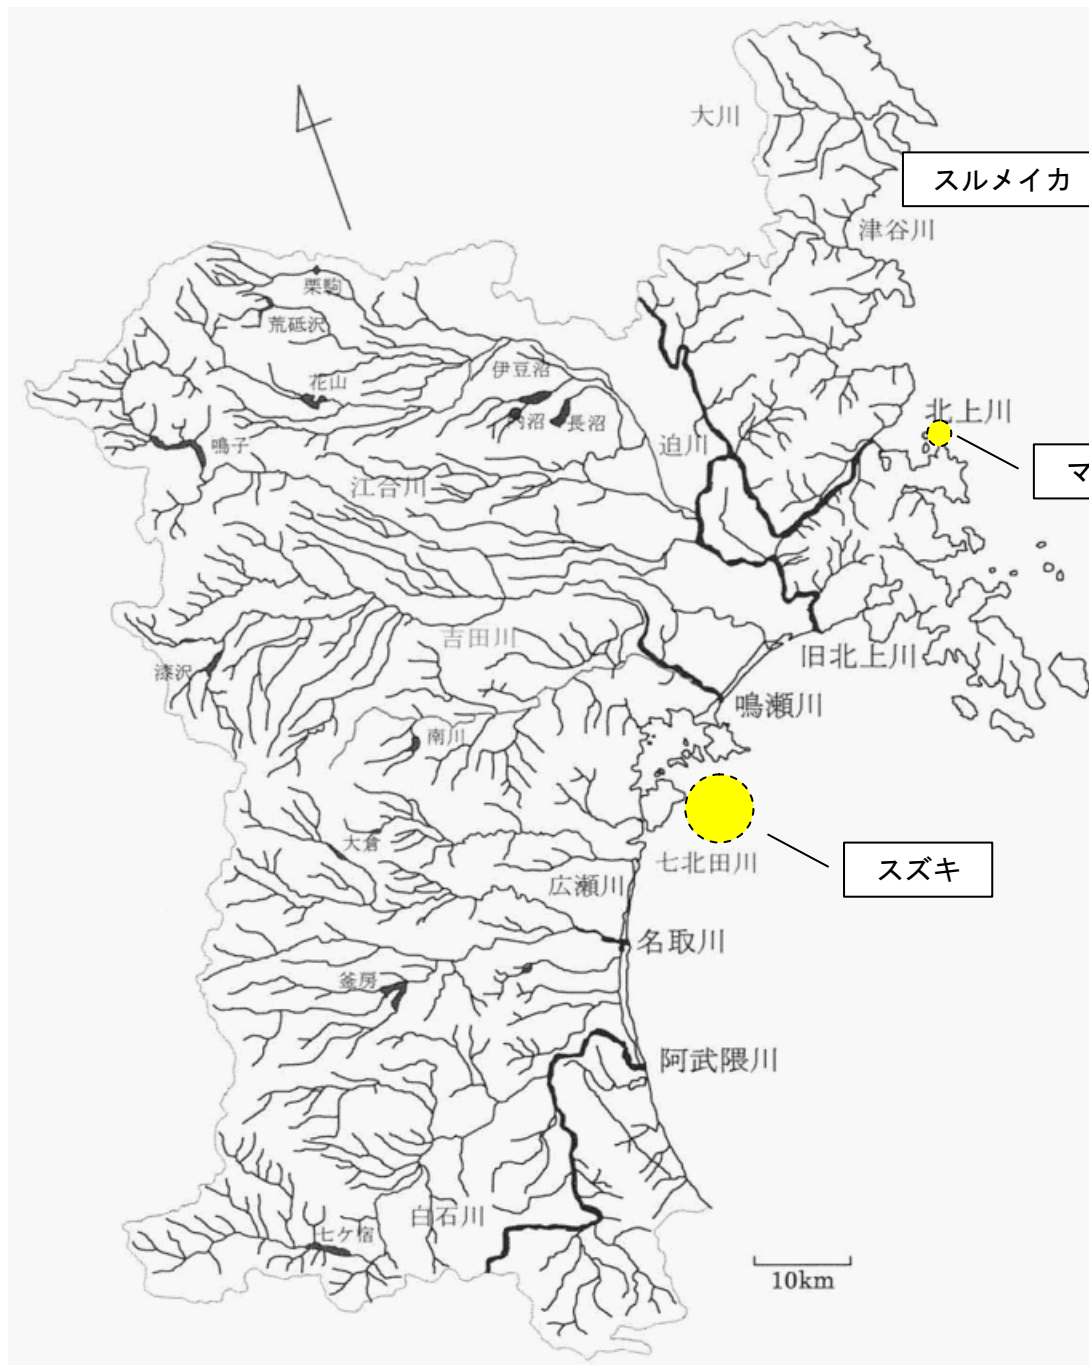 大川
スルメイカ
津谷川
栗駒
荒砥沢
伊豆沼
花山
内沼
長沼
北上川
迫川
鳴子
マ
江合川
吉田川
旧北上川
漆沢
鳴瀬川
南川
大倉
七北田川
スズキ
広瀬川
名取川
釜房
阿武隈川
白石川
七ケ宿
10km